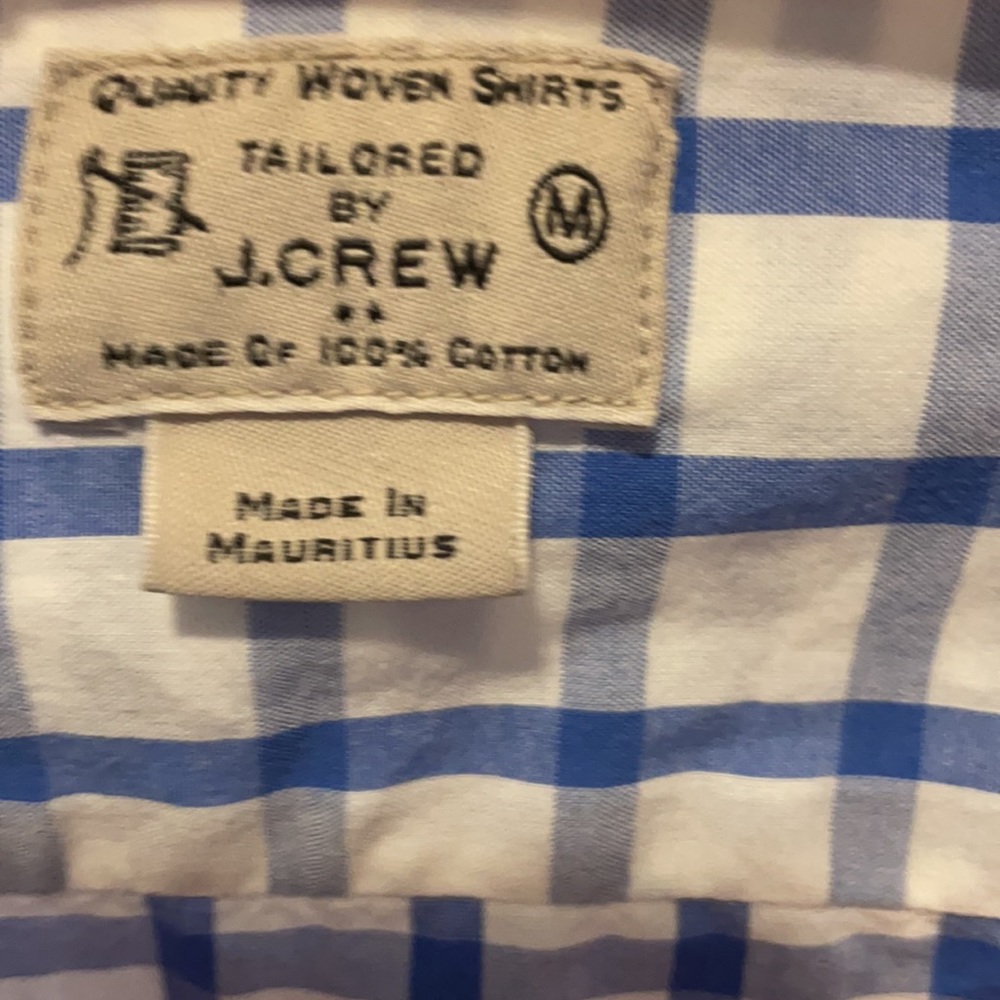 QUALITY WOVEN SHIRTS
TAILORED
BY
M
J.CREW
MADE OF 100% COTTON
MADE IN
MAURITIUS